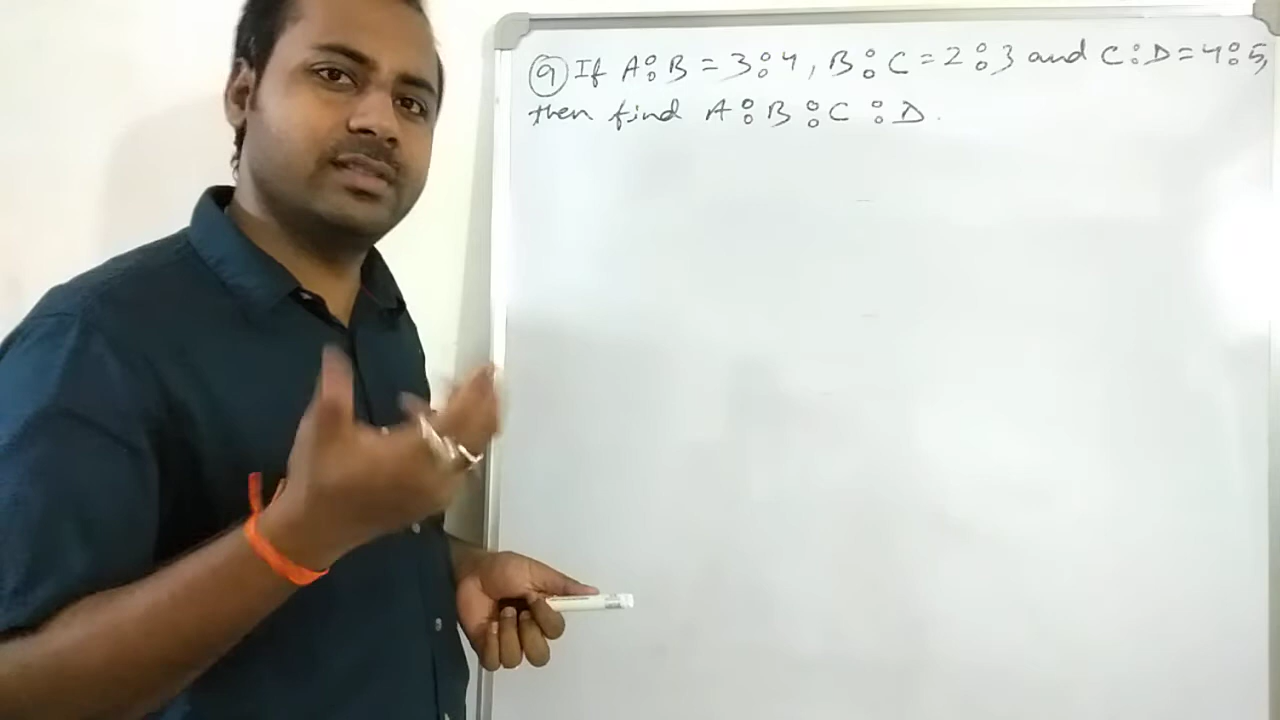 (9) If A:B = 3:4, B:C = 2:3 and C:D = 4:5,
then find A:B:C:D.